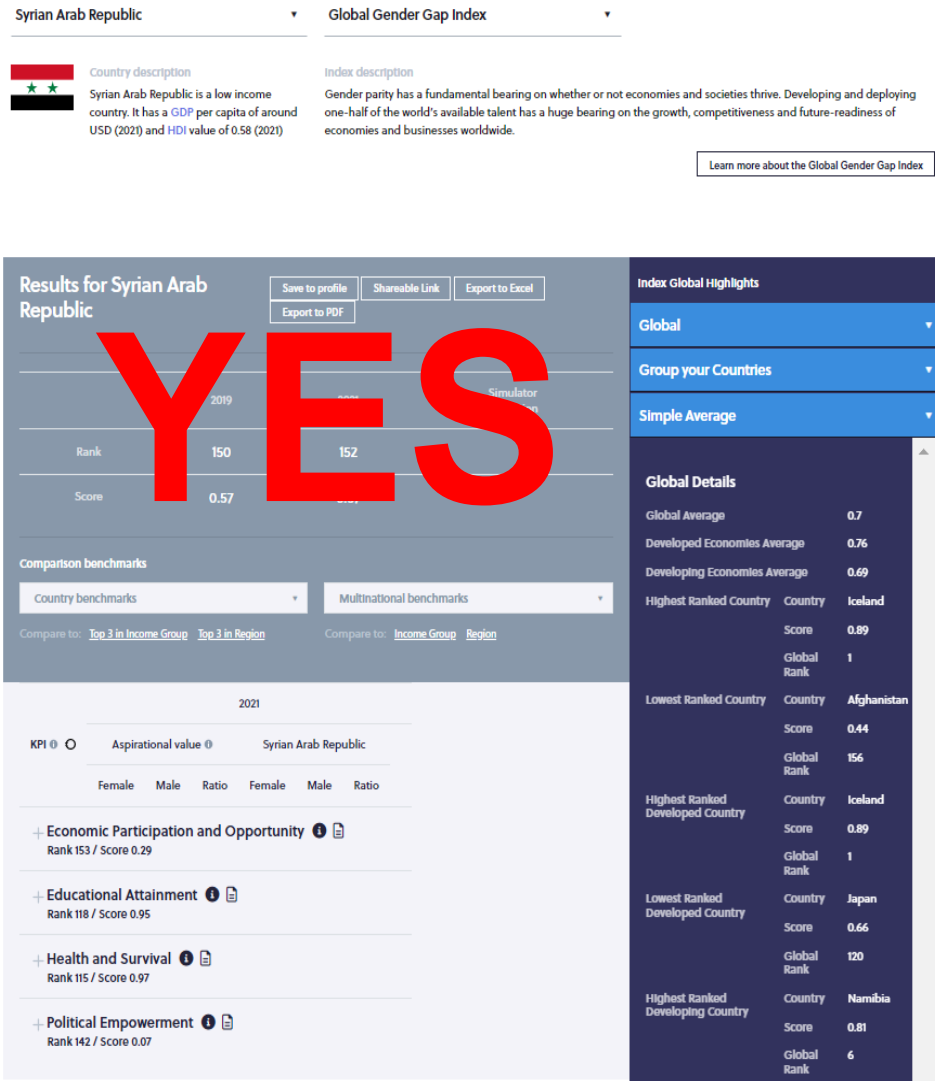 Syrian Arab Republic
Global Gender Gap Index
Country description
Syrian Arab Republic is a low income
country. It has a GDP per capita of around
USD (2021) and HDI value of 0.58 (2021)
Index description
Gender parity has a fundamental bearing on whether or not economies and societies thrive. Developing and deploying
one-half of the world's available talent has a huge bearing on the growth, competitiveness and future-readiness of
economies and businesses worldwide.
Learn more about the Global Gender Gap Index
Results for Syrian Arab
Republic
Save to profile Shareable Link Export to Excel
Export to PDF
YES
2019 Simulator
Rank 150 152
Score 0.57
Comparison benchmarks
Country benchmarks Multinational benchmarks
Compare to: Top 3 in Income Group Top 3 in Region Compare to: Income Group Region
2021
KPI Aspirational value Syrian Arab Republic
Female Male Ratio Female Male Ratio
Economic Participation and Opportunity
Rank 153 / Score 0.29
Educational Attainment
Rank 118 / Score 0.95
Health and Survival
Rank 115 / Score 0.97
Political Empowerment
Rank 142 / Score 0.07
Index Global Highlights
Global
Group your Countries
Simple Average
Global Details
Global Average 0.7
Developed Economies Average 0.76
Developing Economies Average 0.69
Highest Ranked Country Country Iceland
Score 0.89
Global 1
Rank
Lowest Ranked Country Country Afghanistan
Score 0.44
Global 156
Rank
Highest Ranked Country Iceland
Developed Country
Score 0.89
Global 1
Rank
Lowest Ranked Country Japan
Developed Country
Score 0.66
Global 120
Rank
Highest Ranked Country Namibia
Developing Country
Score 0.81
Global 6
Rank